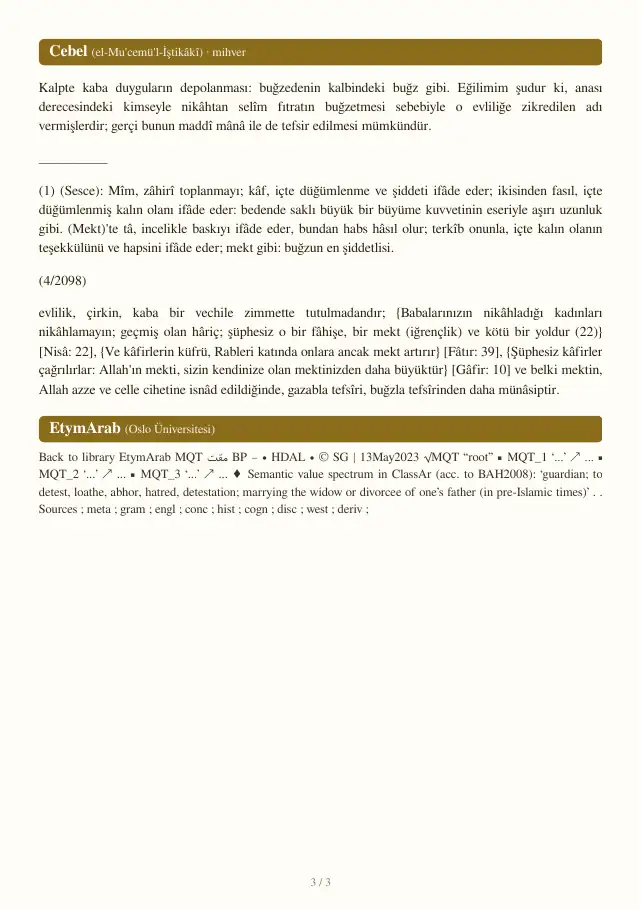 Cebel (el-Mu'cemü'l-İştikâkî) · mihver
Kalpte kaba duyguların depolanması: buğzedenin kalbindeki buğz gibi. Eğilimim şudur ki, anası
derecesindeki kimseyle nikâhtan selîm fıtratın buğzetmesi sebebiyle o evliliğe zikredilen adı
vermişlerdir; gerçi bunun maddî mânâ ile de tefsir edilmesi mümkündür.
___________
(1) (Sesce): Mîm, zâhirî toplanmayı; kâf, içte düğümlenme ve şiddeti ifâde eder; ikisinden fasıl, içte
düğümlenmiş kalın olanı ifâde eder: bedende saklı büyük bir büyüme kuvvetinin eseriyle aşırı uzunluk
gibi. (Mekt)'te tâ, incelikle baskıyı ifâde eder, bundan habs hâsıl olur; terkîb onunla, içte kalın olanın
teşekkülünü ve hapsini ifâde eder; mekt gibi: buğzun en şiddetlisi.
(4/2098)
evlilik, çirkin, kaba bir vechile zimmette tutulmadandır; {Babalarınızın nikâhladığı kadınları
nikâhlamayın; geçmiş olan hâriç; şüphesiz o bir fâhişe, bir mekt (iğrençlik) ve kötü bir yoldur (22)}
[Nisâ: 22], {Ve kâfirlerin küfrü, Rableri katında onlara ancak mekt artırır} [Fâtır: 39], {Şüphesiz kâfirler
çağrılırlar: Allah'ın mekti, sizin kendinize olan mektinizden daha büyüktür} [Gâfir: 10] ve belki mektin,
Allah azze ve celle cihetine isnâd edildiğinde, gazabla tefsîri, buğzla tefsîrinden daha münâsiptir.
EtymArab (Oslo Üniversitesi)
Back to library EtymArab MQT مقت BP – • HDAL • © SG | 13May2023 √MQT “root” ▪ MQT_1 ‘...’ ↗ ... ▪
MQT_2 ‘...’ ↗ ... ▪ MQT_3 ‘...’ ↗ ... ♦ Semantic value spectrum in ClassAr (acc. to BAH2008): ‘guardian; to
detest, loathe, abhor, hatred, detestation; marrying the widow or divorcee of one’s father (in pre-Islamic times)’ . .
Sources ; meta ; gram ; engl ; conc ; hist ; cogn ; disc ; west ; deriv ;
3 / 3